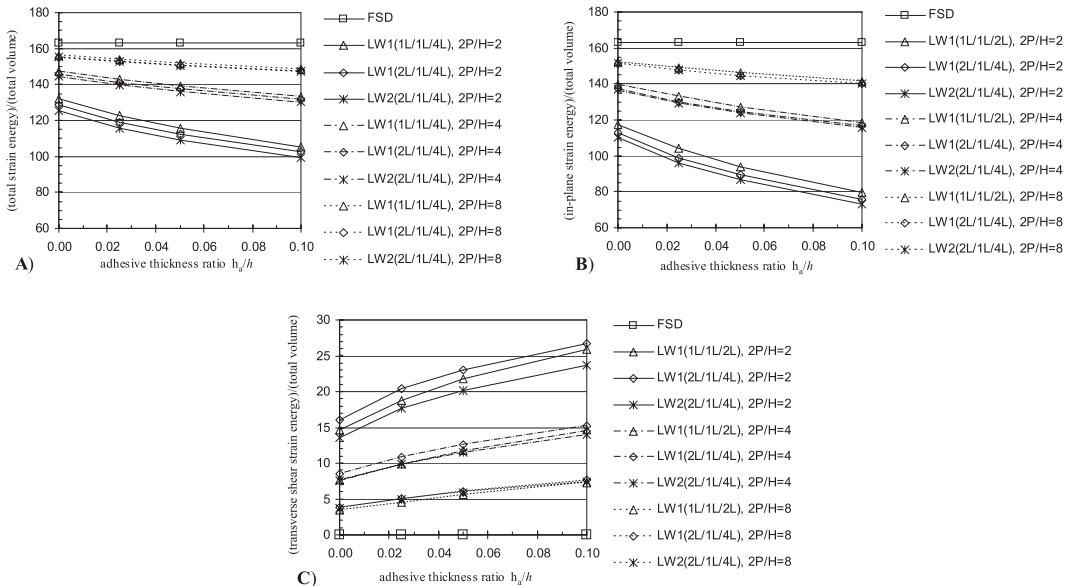 (total strain energy)/(total volume)
180
160
140
120
100
80
60
0.00 0.02 0.04 0.06 0.08 0.10
adhesive thickness ratio ha/h
A)
FSD
LW1(1L/1L/4L), 2P/H=2
LW1(2L/1L/4L), 2P/H=2
LW2(2L/1L/4L), 2P/H=2
LW1(1L/1L/2L), 2P/H=4
LW1(2L/1L/4L), 2P/H=4
LW2(2L/1L/4L), 2P/H=4
LW1(1L/1L/2L), 2P/H=8
LW1(2L/1L/4L), 2P/H=8
LW2(2L/1L/4L), 2P/H=8
(in-plane strain energy)/(total volume)
180
160
140
120
100
80
60
0.00 0.02 0.04 0.06 0.08 0.10
adhesive thickness ratio ha/h
B)
FSD
LW1(1L/1L/2L), 2P/H=2
LW1(2L/1L/4L), 2P/H=2
LW2(2L/1L/4L), 2P/H=2
LW1(1L/1L/2L), 2P/H=4
LW1(2L/1L/4L), 2P/H=4
LW2(2L/1L/4L), 2P/H=4
LW1(1L/1L/2L), 2P/H=8
LW1(2L/1L/4L), 2P/H=8
LW2(2L/1L/4L), 2P/H=8
(transverse shear strain energy)/(total volume)
30
25
20
15
10
5
0
0.00 0.02 0.04 0.06 0.08 0.10
adhesive thickness ratio ha/h
C)
FSD
LW1(1L/1L/2L), 2P/H=2
LW1(2L/1L/4L), 2P/H=2
LW2(2L/1L/4L), 2P/H=2
LW1(1L/1L/2L), 2P/H=4
LW1(2L/1L/4L), 2P/H=4
LW2(2L/1L/4L), 2P/H=4
LW1(1L/1L/2L), 2P/H=8
LW1(2L/1L/4L), 2P/H=8
LW2(2L/1L/4L), 2P/H=8